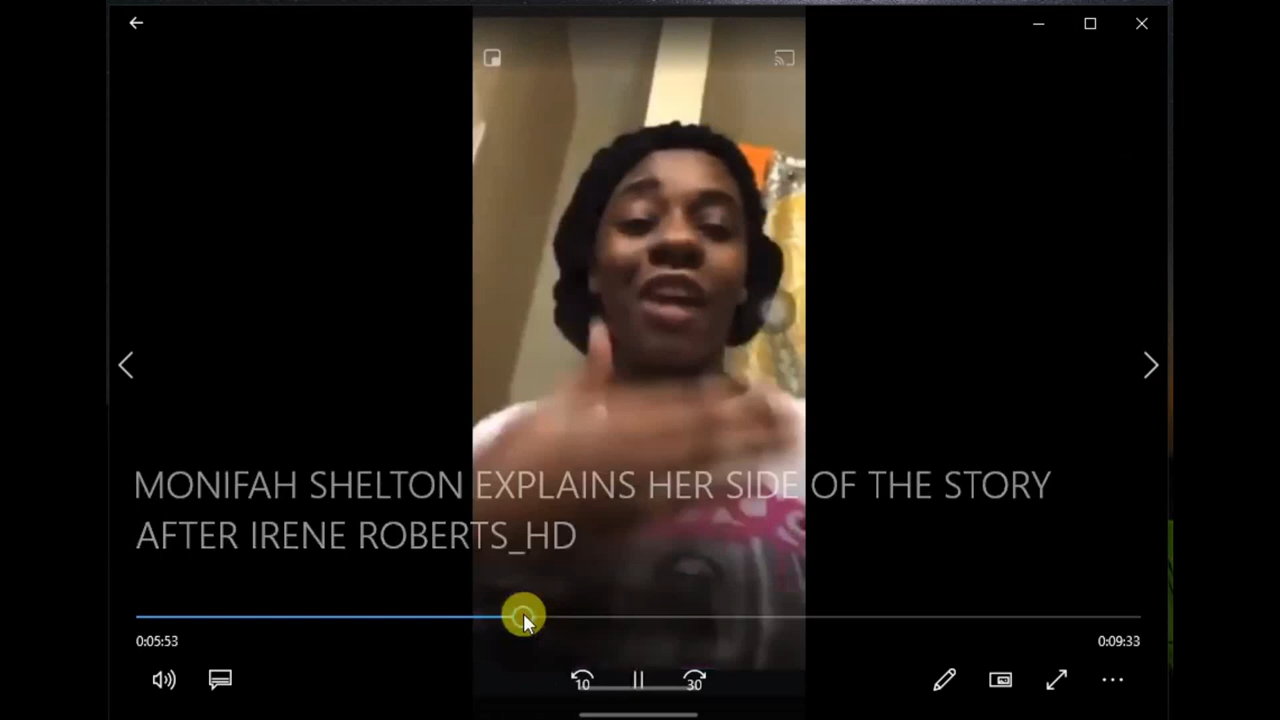 MONIFAH SHELTON EXPLAINS HER SIDE OF THE STORY
AFTER IRENE ROBERTS_HD
0:05:53
0:09:33
10
30